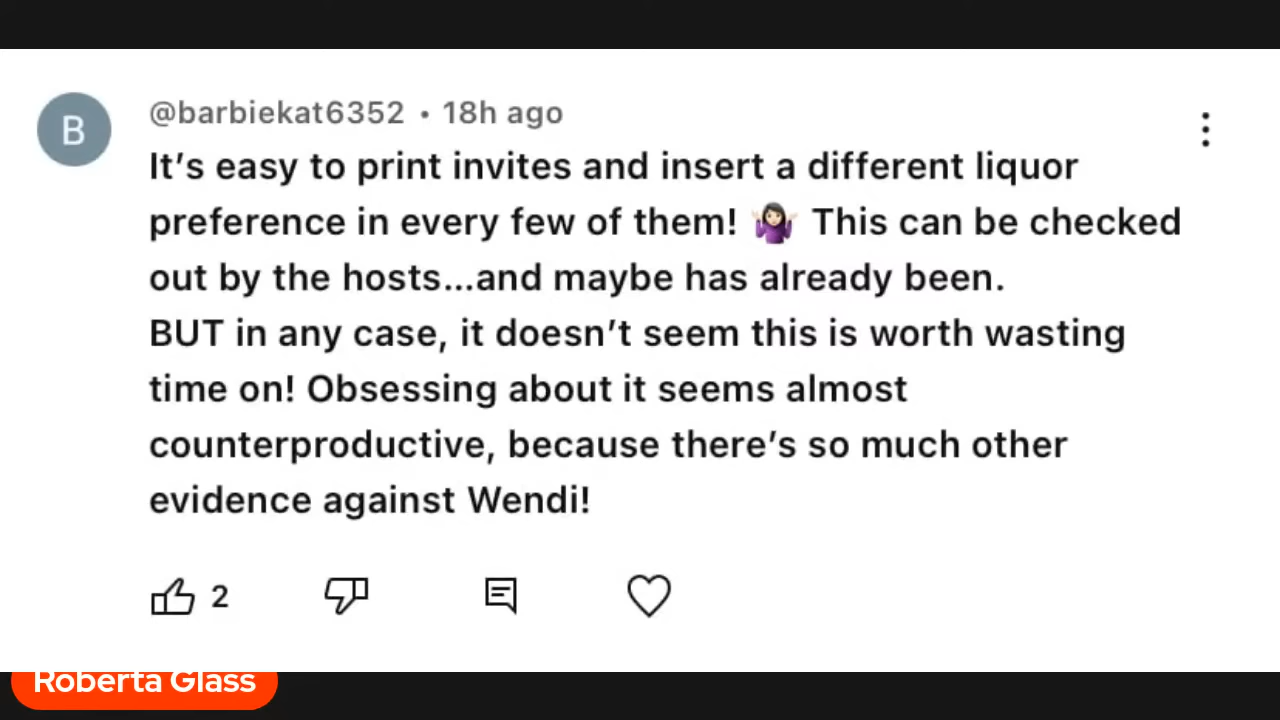 B
@barbiekat6352 • 18h ago
It's easy to print invites and insert a different liquor
preference in every few of them! 🤷🏻‍♀️ This can be checked
out by the hosts...and maybe has already been.
BUT in any case, it doesn't seem this is worth wasting
time on! Obsessing about it seems almost
counterproductive, because there's so much other
evidence against Wendi!
2
Roberta Glass